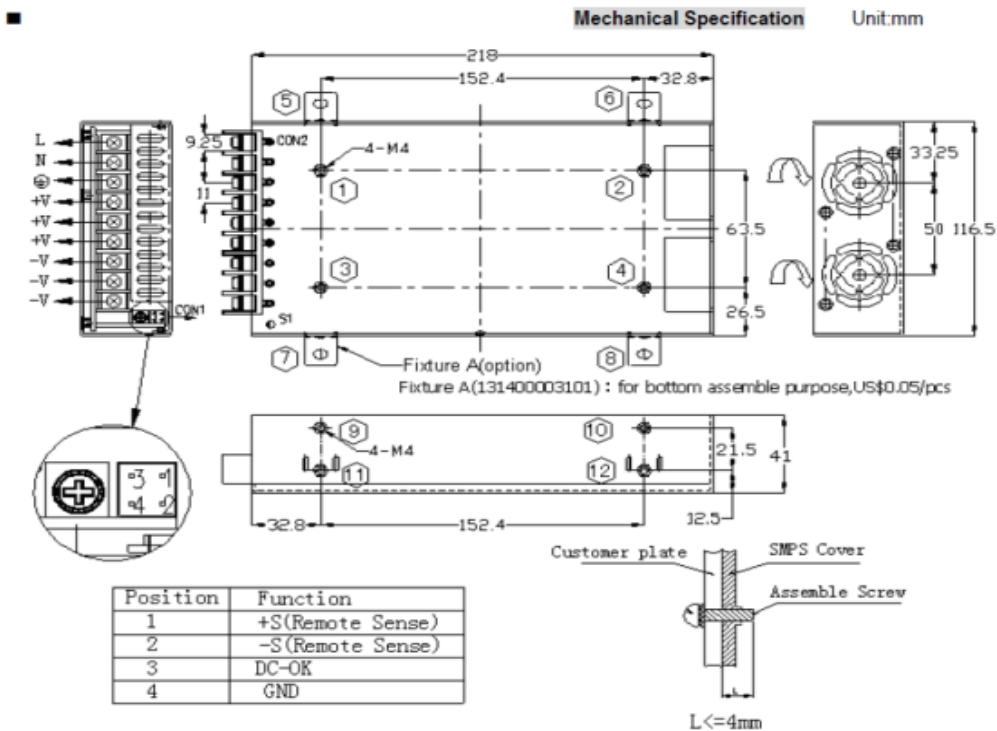 ■ Mechanical Specification Unit:mm
218
152.4 32.8
5 6
L
N
+V
+V
+V
-V
-V
-V
CON1
9.25
11
CON2
4-M4
1 2
3 4
S1
63.5
26.5
33.25
50 116.5
7 8
Fixture A(option)
Fixture A(131400003101) : for bottom assemble purpose,US$0.05/pcs
9 10
4-M4
11 12
21.5 41
12.5
32.8 152.4
3 1
4 2
Customer plate SMPS Cover
Assemble Screw
L
L<=4mm
Position Function
1 +S(Remote Sense)
2 -S(Remote Sense)
3 DC-OK
4 GND